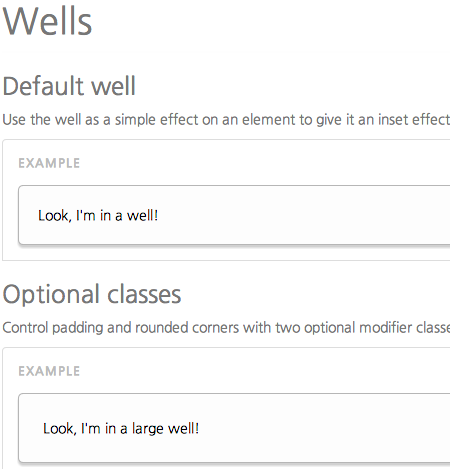 Wells
Default well
Use the well as a simple effect on an element to give it an inset effect
EXAMPLE
Look, I'm in a well!
Optional classes
Control padding and rounded corners with two optional modifier classe
EXAMPLE
Look, I'm in a large well!